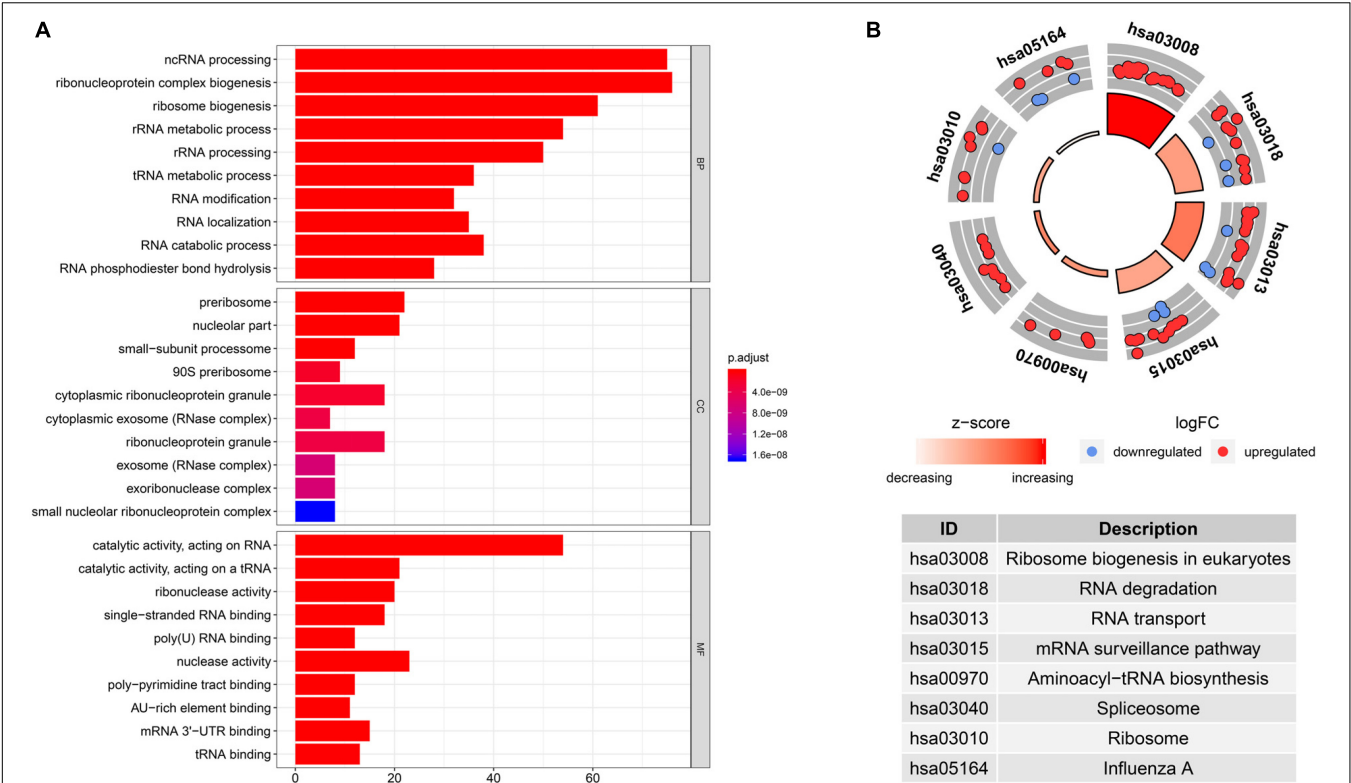 A
ncRNA processing
ribonucleoprotein complex biogenesis
ribosome biogenesis
rRNA metabolic process
rRNA processing
tRNA metabolic process
RNA modification
RNA localization
RNA catabolic process
RNA phosphodiester bond hydrolysis
BP
preribosome
nucleolar part
small−subunit processome
90S preribosome
cytoplasmic ribonucleoprotein granule
cytoplasmic exosome (RNase complex)
ribonucleoprotein granule
exosome (RNase complex)
exoribonuclease complex
small nucleolar ribonucleoprotein complex
CC
catalytic activity, acting on RNA
catalytic activity, acting on a tRNA
ribonuclease activity
single−stranded RNA binding
poly(U) RNA binding
nuclease activity
poly−pyrimidine tract binding
AU−rich element binding
mRNA 3'−UTR binding
tRNA binding
MF
0 20 40 60
p.adjust
4.0e−09
8.0e−09
1.2e−08
1.6e−08
B
hsa03008
hsa03018
hsa03013
hsa03015
hsa00970
hsa03040
hsa03010
hsa05164
z−score
decreasing increasing
logFC
downregulated upregulated
ID Description
hsa03008 Ribosome biogenesis in eukaryotes
hsa03018 RNA degradation
hsa03013 RNA transport
hsa03015 mRNA surveillance pathway
hsa00970 Aminoacyl−tRNA biosynthesis
hsa03040 Spliceosome
hsa03010 Ribosome
hsa05164 Influenza A